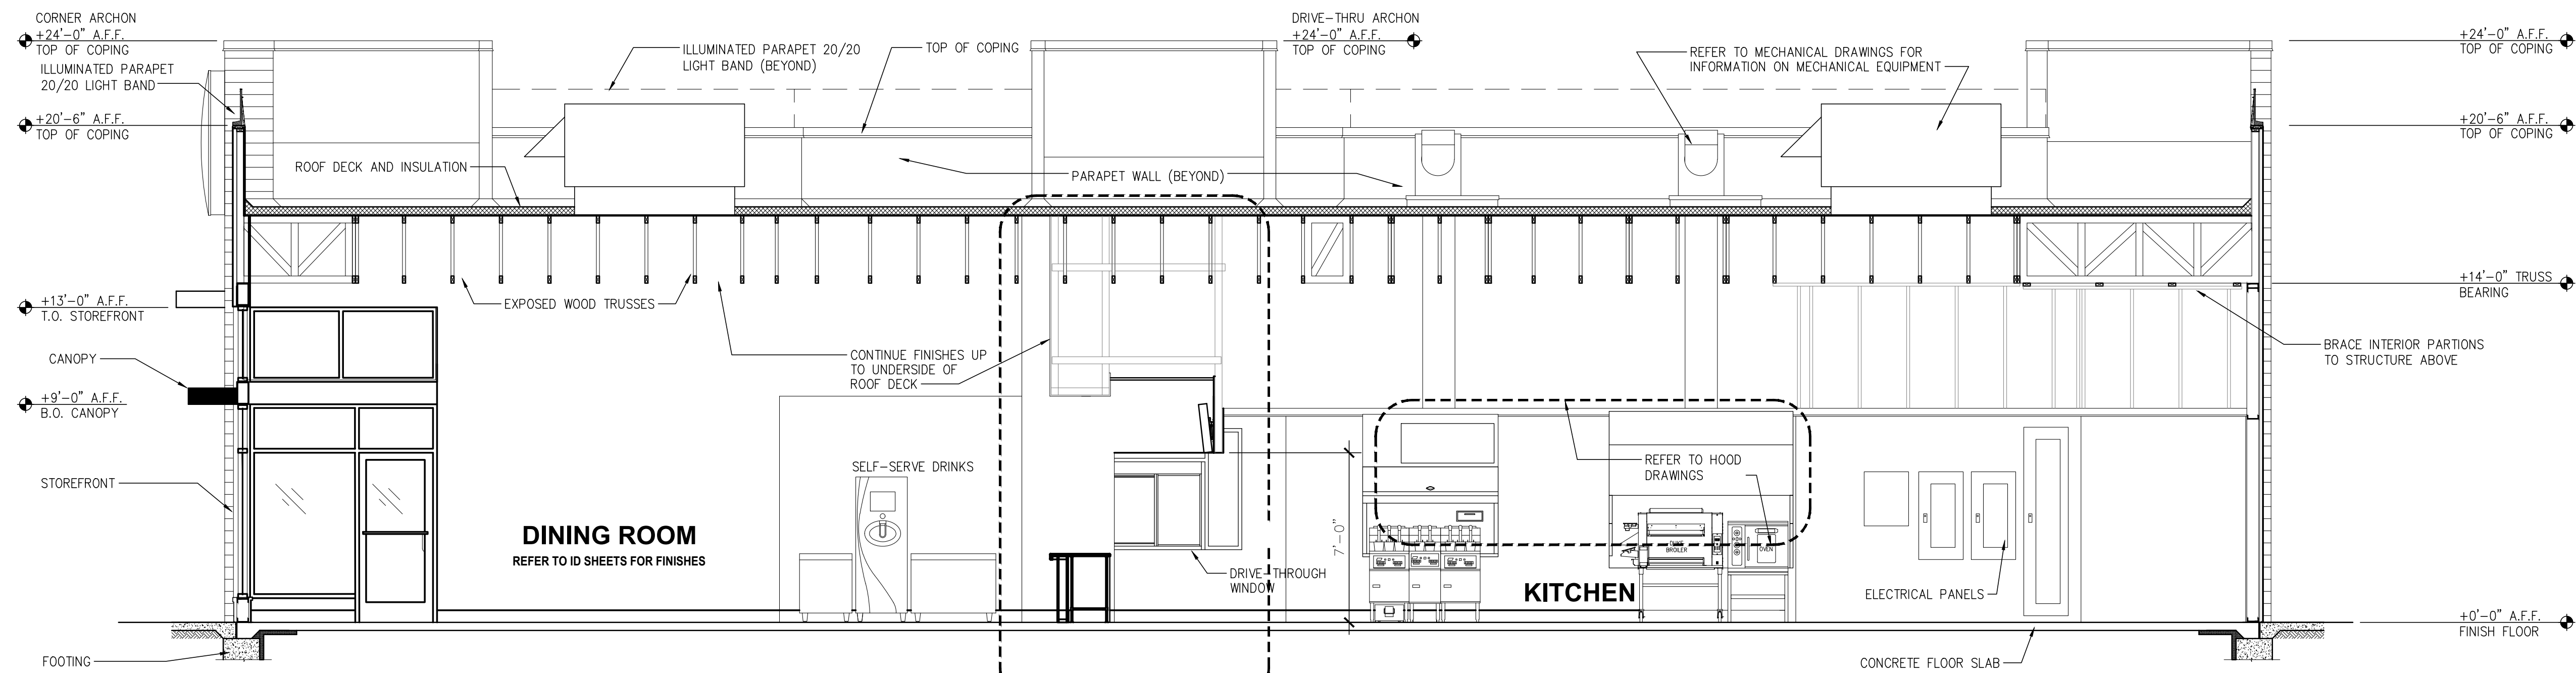 CORNER ARCHON
+24'-0" A.F.F.
TOP OF COPING
ILLUMINATED PARAPET
20/20 LIGHT BAND
+20'-6" A.F.F.
TOP OF COPING
ROOF DECK AND INSULATION
ILLUMINATED PARAPET 20/20
LIGHT BAND (BEYOND)
TOP OF COPING
DRIVE-THRU ARCHON
+24'-0" A.F.F.
TOP OF COPING
REFER TO MECHANICAL DRAWINGS FOR
INFORMATION ON MECHANICAL EQUIPMENT
PARAPET WALL (BEYOND)
+24'-0" A.F.F.
TOP OF COPING
+20'-6" A.F.F.
TOP OF COPING
+13'-0" A.F.F.
T.O. STOREFRONT
EXPOSED WOOD TRUSSES
+14'-0" TRUSS
BEARING
CANOPY
CONTINUE FINISHES UP
TO UNDERSIDE OF
ROOF DECK
BRACE INTERIOR PARTIONS
TO STRUCTURE ABOVE
+9'-0" A.F.F.
B.O. CANOPY
STOREFRONT
SELF-SERVE DRINKS
REFER TO HOOD
DRAWINGS
DINING ROOM
REFER TO ID SHEETS FOR FINISHES
7'-0"
DRIVE-THROUGH
WINDOW
BROILER
OVEN
KITCHEN
ELECTRICAL PANELS
+0'-0" A.F.F.
FINISH FLOOR
FOOTING
CONCRETE FLOOR SLAB